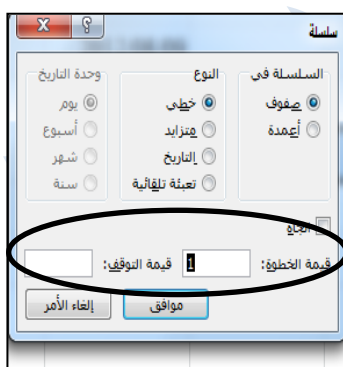 سلسلة
السلسلة في
النوع
وحدة التاريخ
صفوف
خطي
يوم
أعمدة
متزايد
أسبوع
التاريخ
شهر
تعبئة تلقائية
سنة
اتجاه
قيمة الخطوة: 1 قيمة التوقف:
موافق
إلغاء الأمر